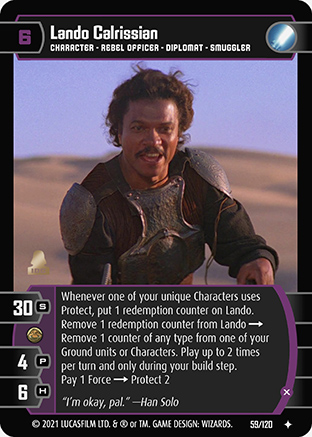 6
Lando Calrissian
CHARACTER - REBEL OFFICER - DIPLOMAT - SMUGGLER
30 S
4 P
6 H
Whenever one of your unique Characters uses
Protect, put 1 redemption counter on Lando.
Remove 1 redemption counter from Lando →
Remove 1 counter of any type from one of your
Ground units or Characters. Play up to 2 times
per turn and only during your build step.
Pay 1 Force → Protect 2
"I'm okay, pal." —Han Solo
© 2021 LUCASFILM LTD. & ® or TM. GAME DESIGN: WIZARDS.
59/120